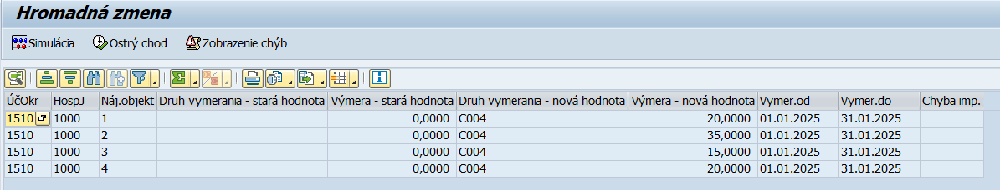 Hromadná zmena
Simulácia Ostrý chod Zobrazenie chýb
ÚčOkr HospJ Náj.objekt Druh vymerania - stará hodnota Výmera - stará hodnota Druh vymerania - nová hodnota Výmera - nová hodnota Vymer.od Vymer.do Chyba imp.
1510 1000 1 0,0000 C004 20,0000 01.01.2025 31.01.2025
1510 1000 2 0,0000 C004 35,0000 01.01.2025 31.01.2025
1510 1000 3 0,0000 C004 15,0000 01.01.2025 31.01.2025
1510 1000 4 0,0000 C004 20,0000 01.01.2025 31.01.2025